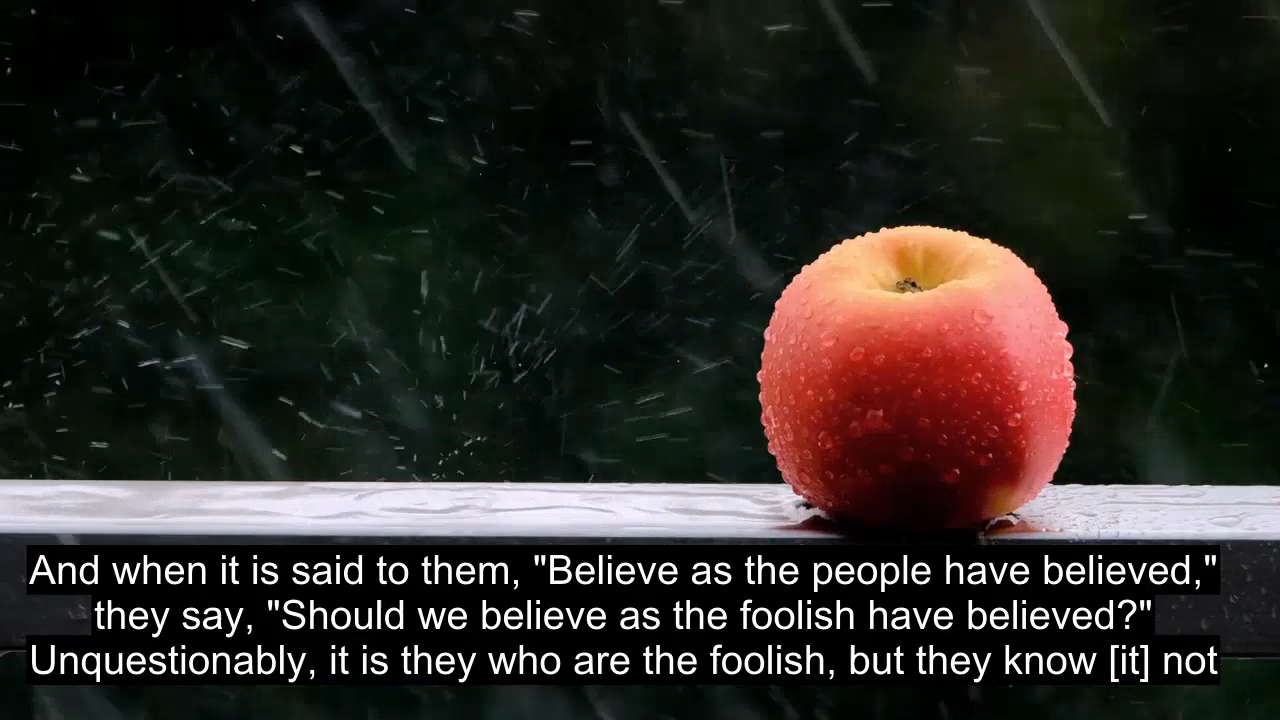 And when it is said to them, "Believe as the people have believed,"
they say, "Should we believe as the foolish have believed?"
Unquestionably, it is they who are the foolish, but they know [it] not